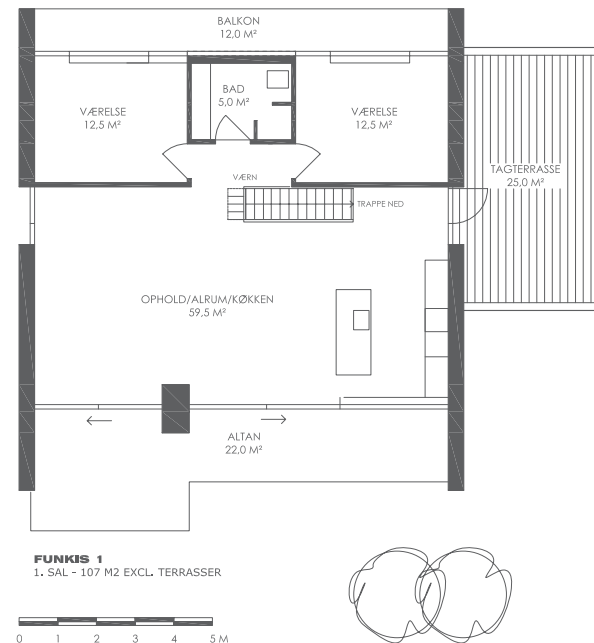 BALKON
12,0 M²
BAD
5,0 M²
VÆRELSE
12,5 M²
VÆRELSE
12,5 M²
TAGTERRASSE
25,0 M²
VÆRN
TRAPPE NED
OPHOLD/ALRUM/KØKKEN
59,5 M²
ALTAN
22,0 M²
FUNKIS 1
1. SAL - 107 M2 EXCL. TERRASSER
0 1 2 3 4 5 M